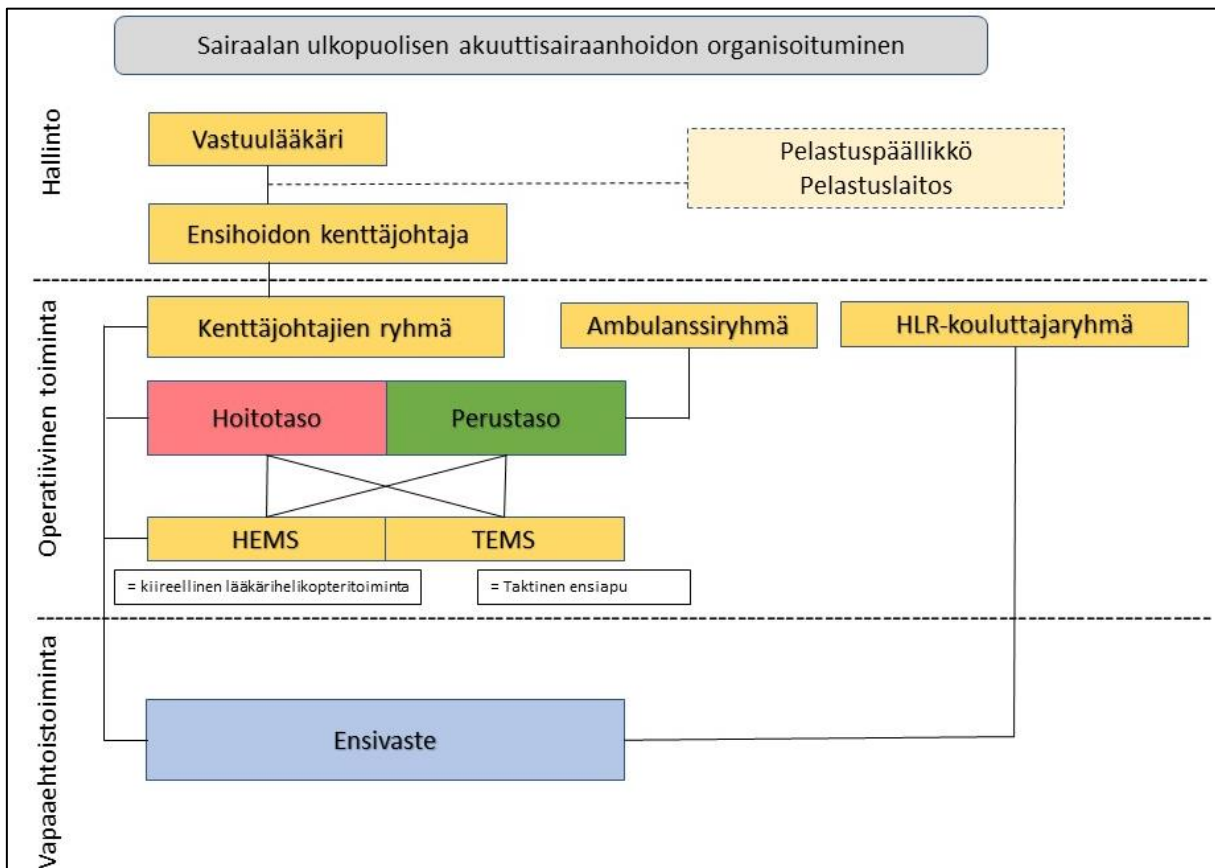 Sairaalan ulkopuolisen akuuttisairaanhoidon organisoituminen
Hallinto
Vastuulääkäri
Pelastuspäällikkö
Pelastuslaitos
Ensihoidon kenttäjohtaja
Operatiivinen toiminta
Kenttäjohtajien ryhmä
Ambulanssiryhmä
HLR-kouluttajaryhmä
Hoitotaso
Perustaso
HEMS
TEMS
= kiireellinen lääkärihelikopteritoiminta
= Taktinen ensiapu
Vapaaehtoistoiminta
Ensivaste